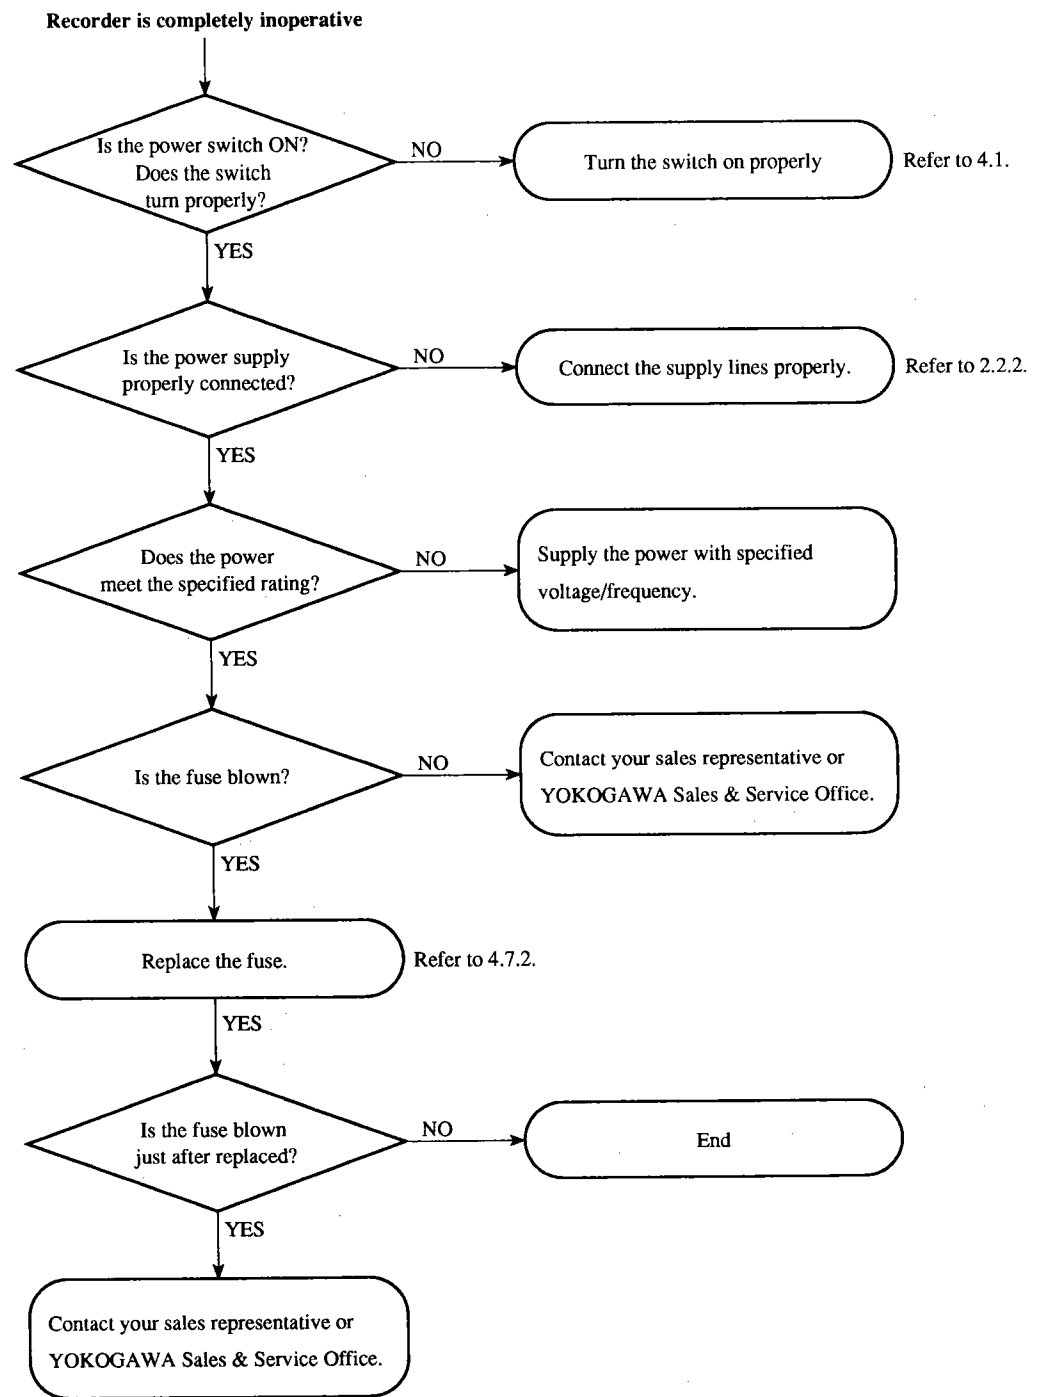 Recorder is completely inoperative
Is the power switch ON?
Does the switch
turn properly?
NO
Turn the switch on properly
Refer to 4.1.
YES
Is the power supply
properly connected?
NO
Connect the supply lines properly.
Refer to 2.2.2.
YES
Does the power
meet the specified rating?
NO
Supply the power with specified
voltage/frequency.
YES
Is the fuse blown?
NO
Contact your sales representative or
YOKOGAWA Sales & Service Office.
YES
Replace the fuse.
Refer to 4.7.2.
YES
Is the fuse blown
just after replaced?
NO
End
YES
Contact your sales representative or
YOKOGAWA Sales & Service Office.